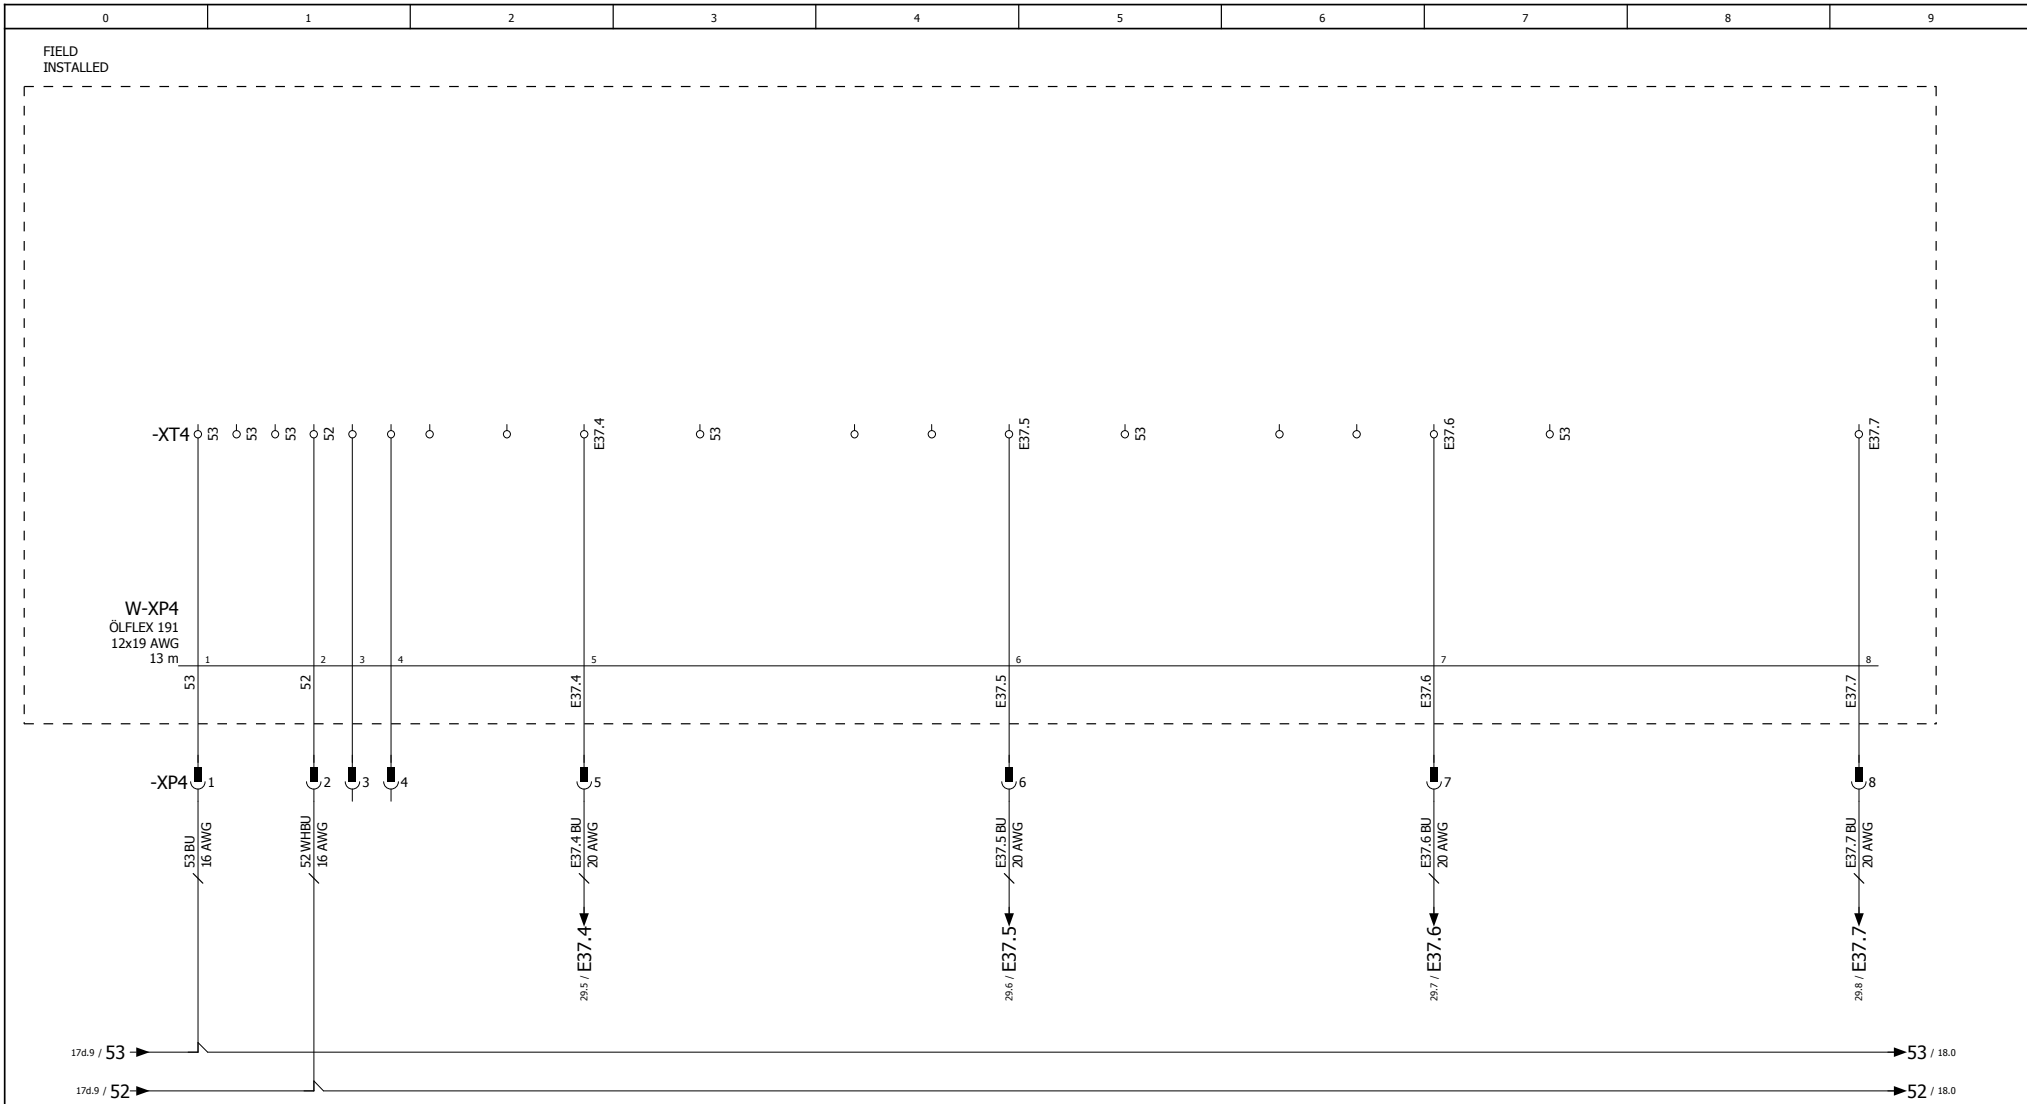 0 1 2 3 4 5 6 7 8 9
FIELD
INSTALLED
-XT4 53 53 53 52 E37.4 53 E37.5 53 E37.6 53 E37.7
W-XP4
ÖLFLEX 191
12x19 AWG
13 m
1 2 3 4 5 6 7 8
53 52 E37.4 E37.5 E37.6 E37.7
-XP4 1 2 3 4 5 6 7 8
53 BU
16 AWG
52 WHBU
16 AWG
E37.4 BU
20 AWG
E37.5 BU
20 AWG
E37.6 BU
20 AWG
E37.7 BU
20 AWG
29.5 / E37.4
29.6 / E37.5
29.7 / E37.6
29.8 / E37.7
17d.9 / 53
53 / 18.0
17d.9 / 52
52 / 18.0